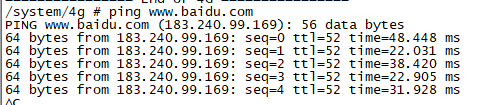 /system/4g # ping www.baidu.com
PING www.baidu.com (183.240.99.169): 56 data bytes
64 bytes from 183.240.99.169: seq=0 ttl=52 time=48.448 ms
64 bytes from 183.240.99.169: seq=1 ttl=52 time=22.031 ms
64 bytes from 183.240.99.169: seq=2 ttl=52 time=38.420 ms
64 bytes from 183.240.99.169: seq=3 ttl=52 time=22.905 ms
64 bytes from 183.240.99.169: seq=4 ttl=52 time=31.928 ms
^C